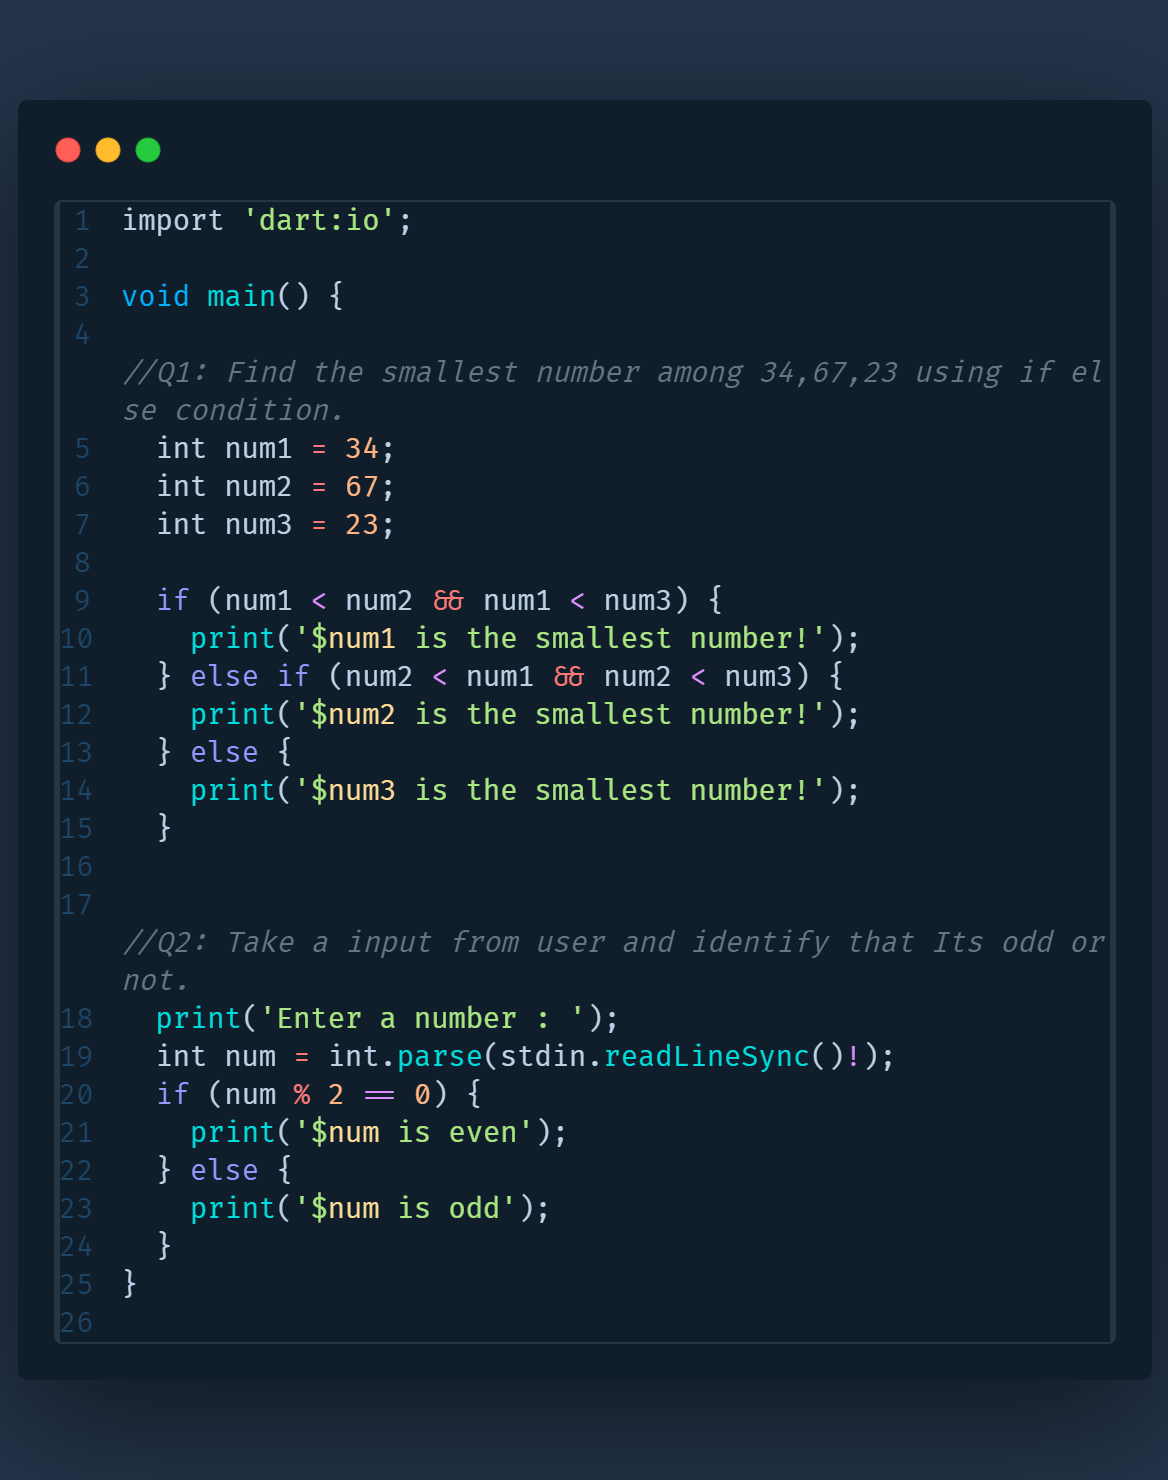 1 import 'dart:io';
2
3 void main() {
4
//Q1: Find the smallest number among 34,67,23 using if el
se condition.
5   int num1 = 34;
6   int num2 = 67;
7   int num3 = 23;
8
9   if (num1 < num2 && num1 < num3) {
10     print('$num1 is the smallest number!');
11   } else if (num2 < num1 && num2 < num3) {
12     print('$num2 is the smallest number!');
13   } else {
14     print('$num3 is the smallest number!');
15   }
16
17
//Q2: Take a input from user and identify that Its odd or
not.
18   print('Enter a number : ');
19   int num = int.parse(stdin.readLineSync()!);
20   if (num % 2 == 0) {
21     print('$num is even');
22   } else {
23     print('$num is odd');
24   }
25 }
26